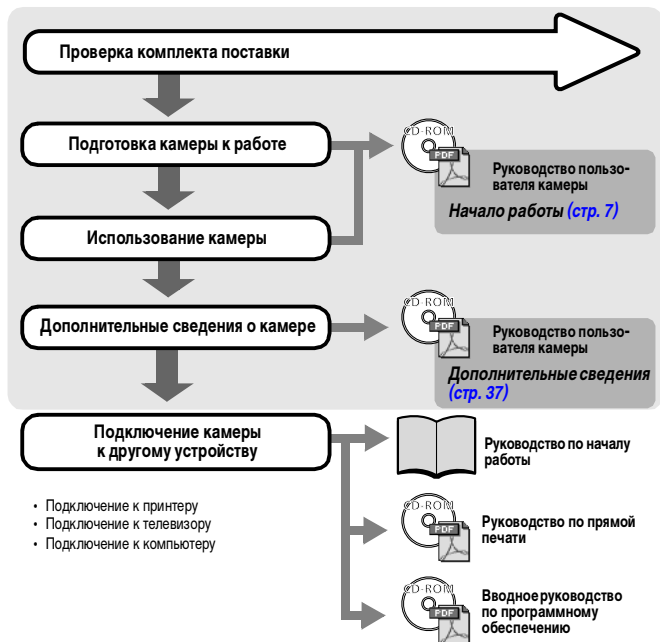 Проверка комплекта поставки
Подготовка камеры к работе
CD-ROM
PDF
Руководство пользо-
вателя камеры
Начало работы (стр. 7)
Использование камеры
Дополнительные сведения о камере
CD-ROM
PDF
Руководство пользо-
вателя камеры
Дополнительные сведения
(стр. 37)
Подключение камеры
к другому устройству
Руководство по началу
работы
• Подключение к принтеру
• Подключение к телевизору
• Подключение к компьютеру
CD-ROM
PDF
Руководство по прямой
печати
CD-ROM
PDF
Вводное руководство
по программному
обеспечению